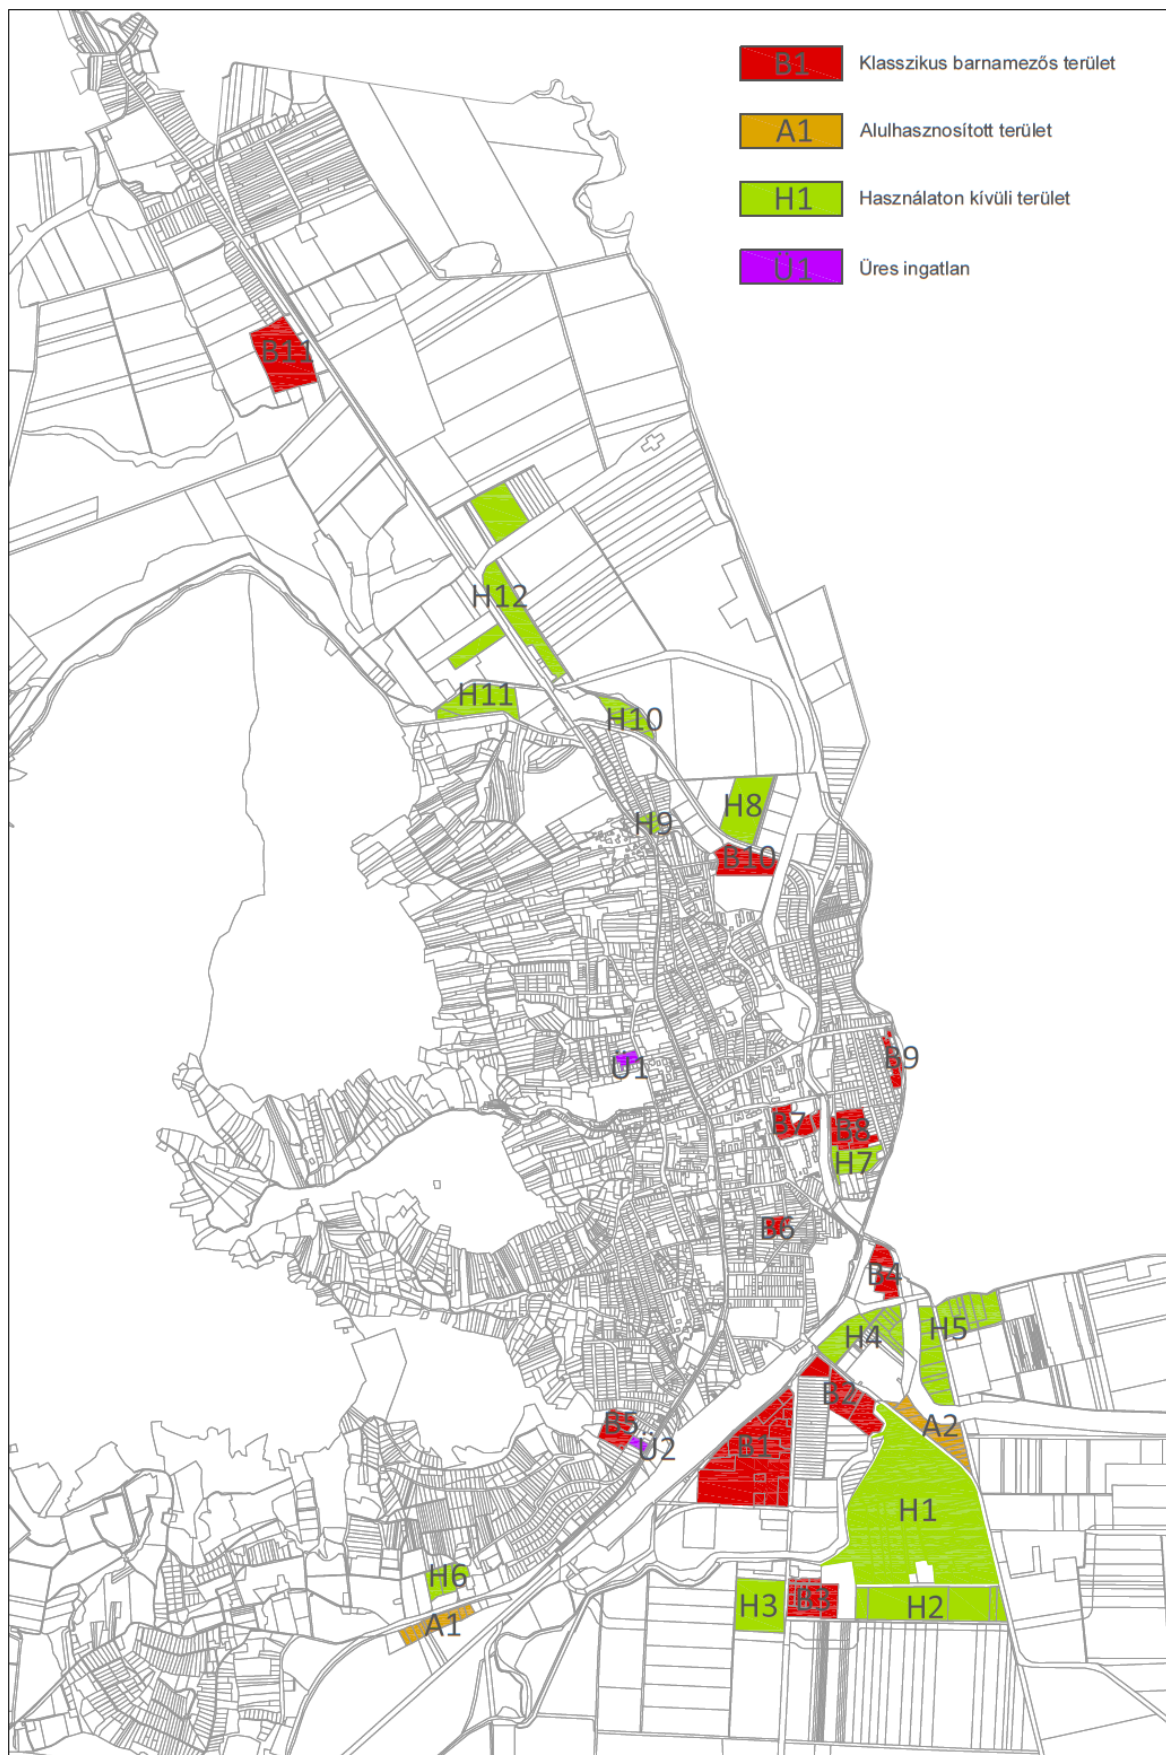 B1 Klasszikus barnamezős terület
A1 Alulhasznosított terület
H1 Használaton kívüli terület
Ü1 Üres ingatlan
B11
H12
H11
H10
H8
H9
B10
B9
Ü1
B7
B8
H7
B6
B4
H5
H4
B2
B5
A2
Ü2
B1
H1
H6
H3
B3
H2
A1